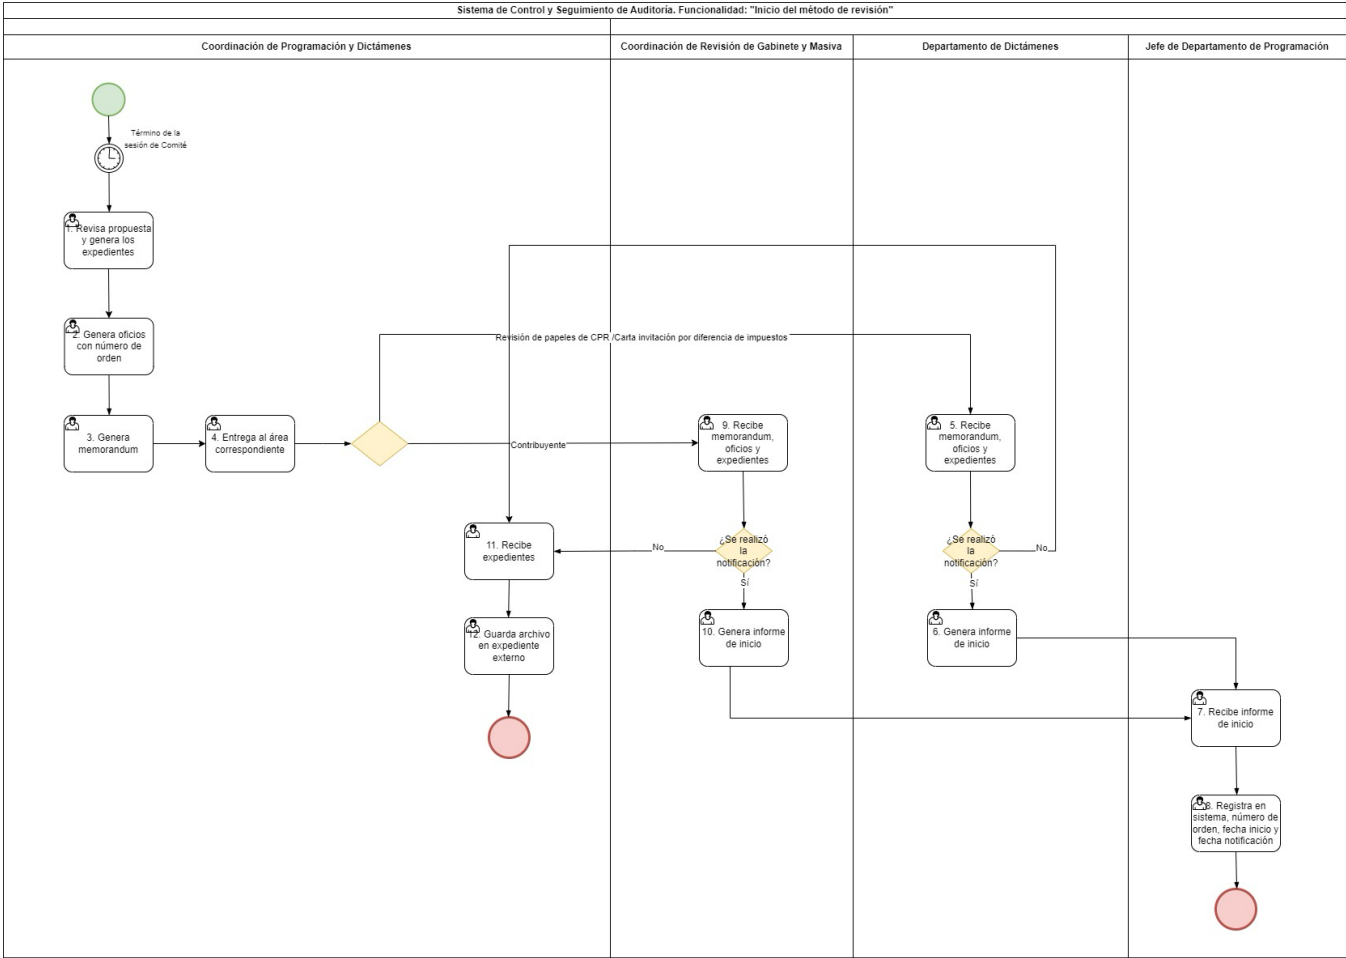 Sistema de Control y Seguimiento de Auditoría. Funcionalidad: "Inicio del método de revisión"
Coordinación de Programación y Dictámenes
Coordinación de Revisión de Gabinete y Masiva
Departamento de Dictámenes
Jefe de Departamento de Programación
Término de la
sesión de Comité
1. Revisa propuesta
y genera los
expedientes
2. Genera oficios
con número de
orden
Revisión de papeles de CPR /Carta invitación por diferencia de impuestos
3. Genera
memorandum
4. Entrega al área
correspondiente
Contribuyente
9. Recibe
memorandum,
oficios y
expedientes
5. Recibe
memorandum,
oficios y
expedientes
11. Recibe
expedientes
No
¿Se realizó
la
notificación?
Sí
¿Se realizó
la
notificación?
No
Sí
12. Guarda archivo
en expediente
externo
10. Genera informe
de inicio
6. Genera informe
de inicio
7. Recibe informe
de inicio
8. Registra en
sistema, número de
orden, fecha inicio y
fecha notificación